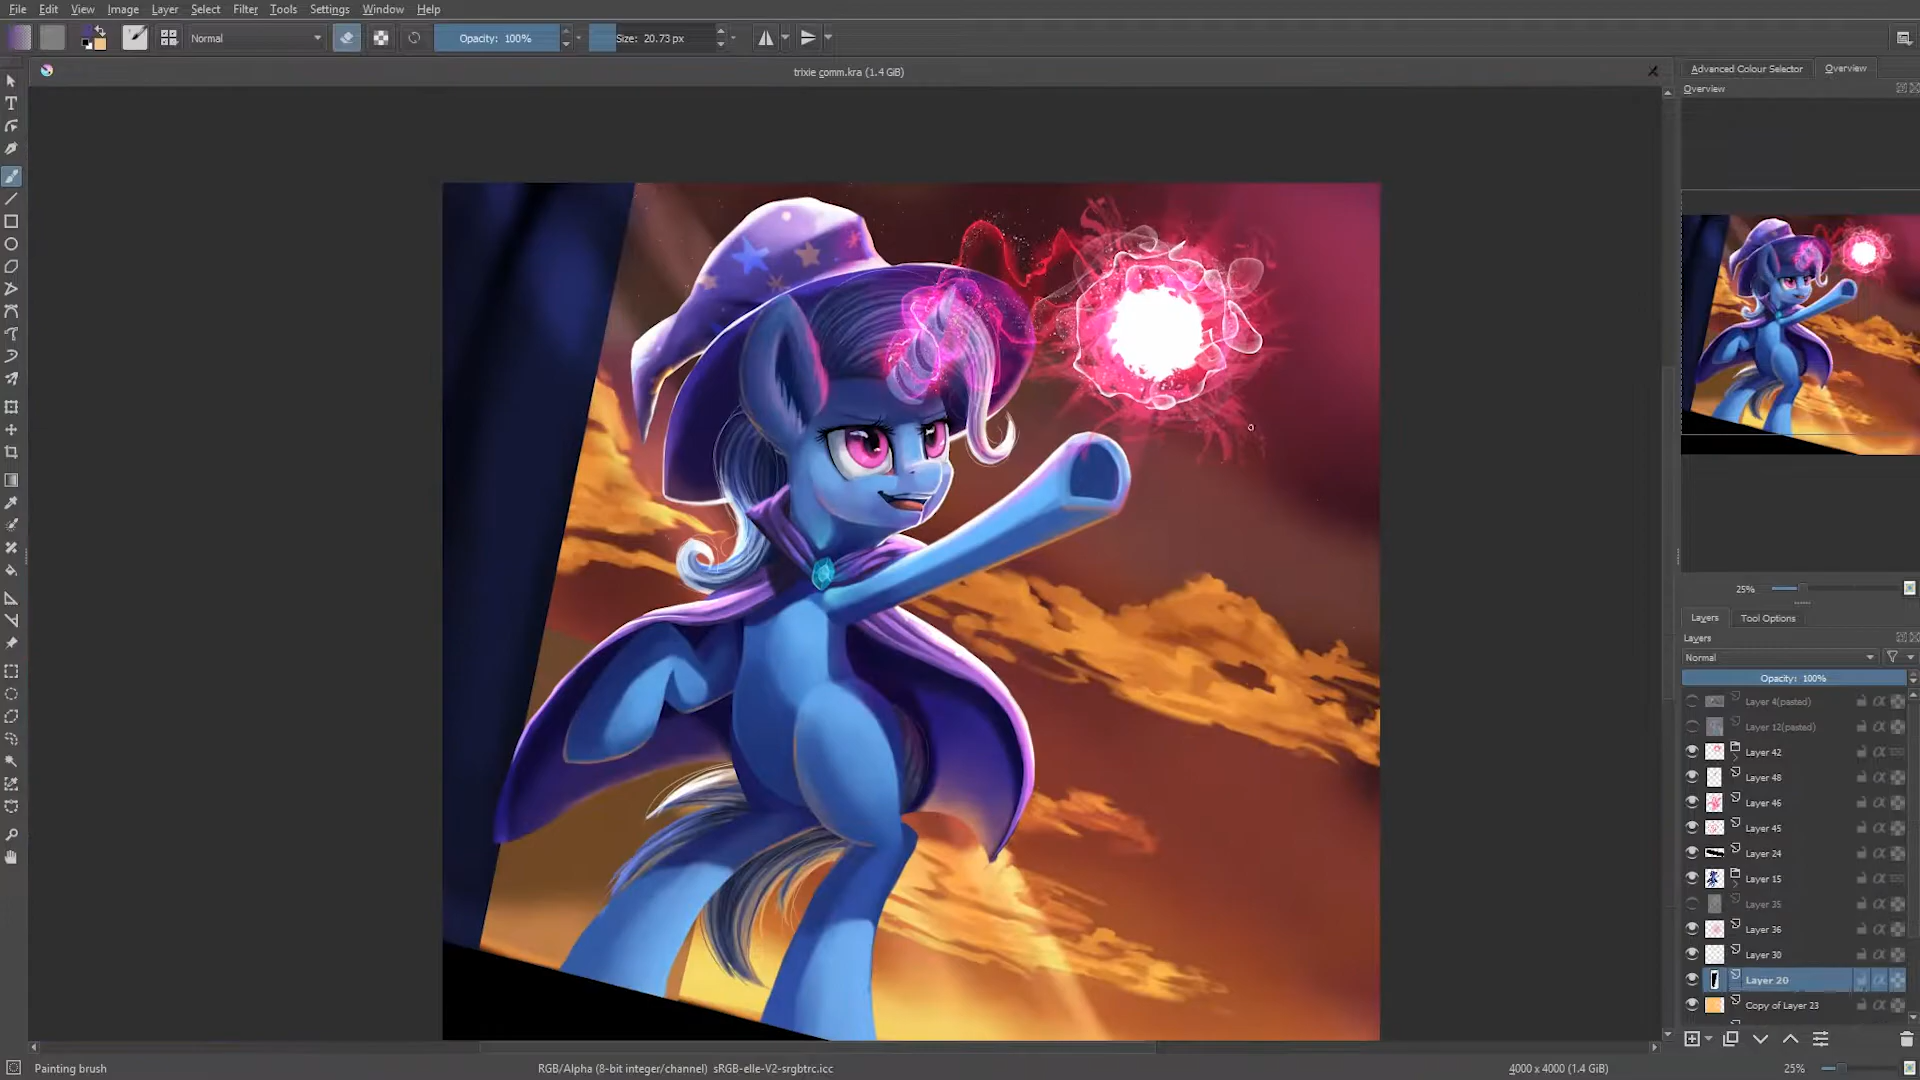 File Edit View Image Layer Select Filter Tools Settings Window Help
Normal Opacity: 100% Size: 20.73 px
trixie comm.kra (1.4 GiB)
Advanced Colour Selector Overview
Overview
25%
Layers Tool Options
Layers
Normal
Opacity: 100%
Layer 4(pasted)
Layer 12(pasted)
Layer 42
Layer 48
Layer 46
Layer 45
Layer 24
Layer 15
Layer 35
Layer 36
Layer 30
Layer 20
Copy of Layer 23
Painting brush RGB/Alpha (8-bit integer/channel) sRGB-elle-V2-srgbtrc.icc 4000 x 4000 (1.4 GiB) 25%